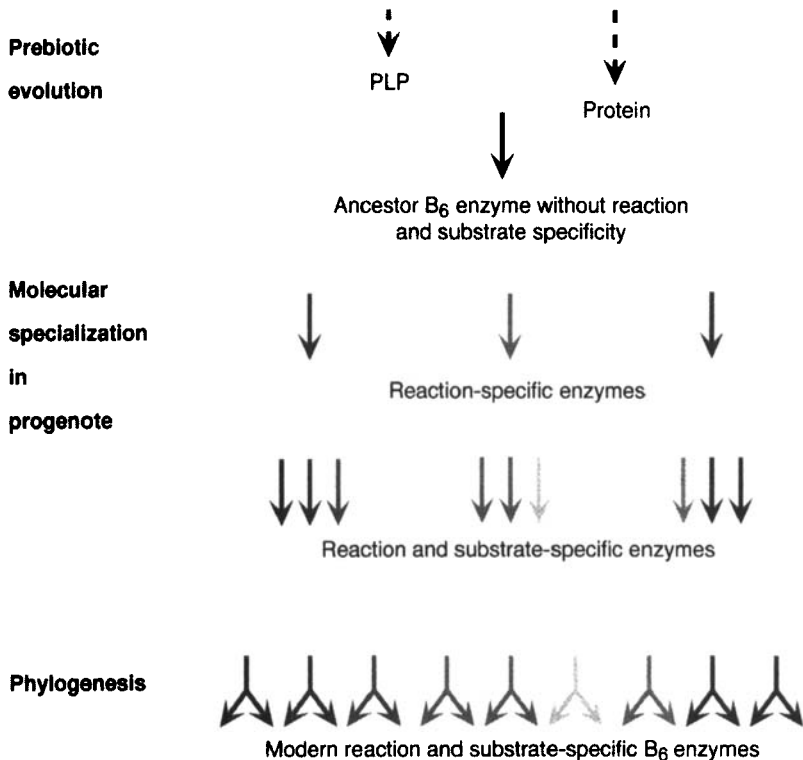 Prebiotic
evolution
PLP
Protein
Ancestor B6 enzyme without reaction
and substrate specificity
Molecular
specialization
in
progenote
Reaction-specific enzymes
Reaction and substrate-specific enzymes
Phylogenesis
Modern reaction and substrate-specific B6 enzymes